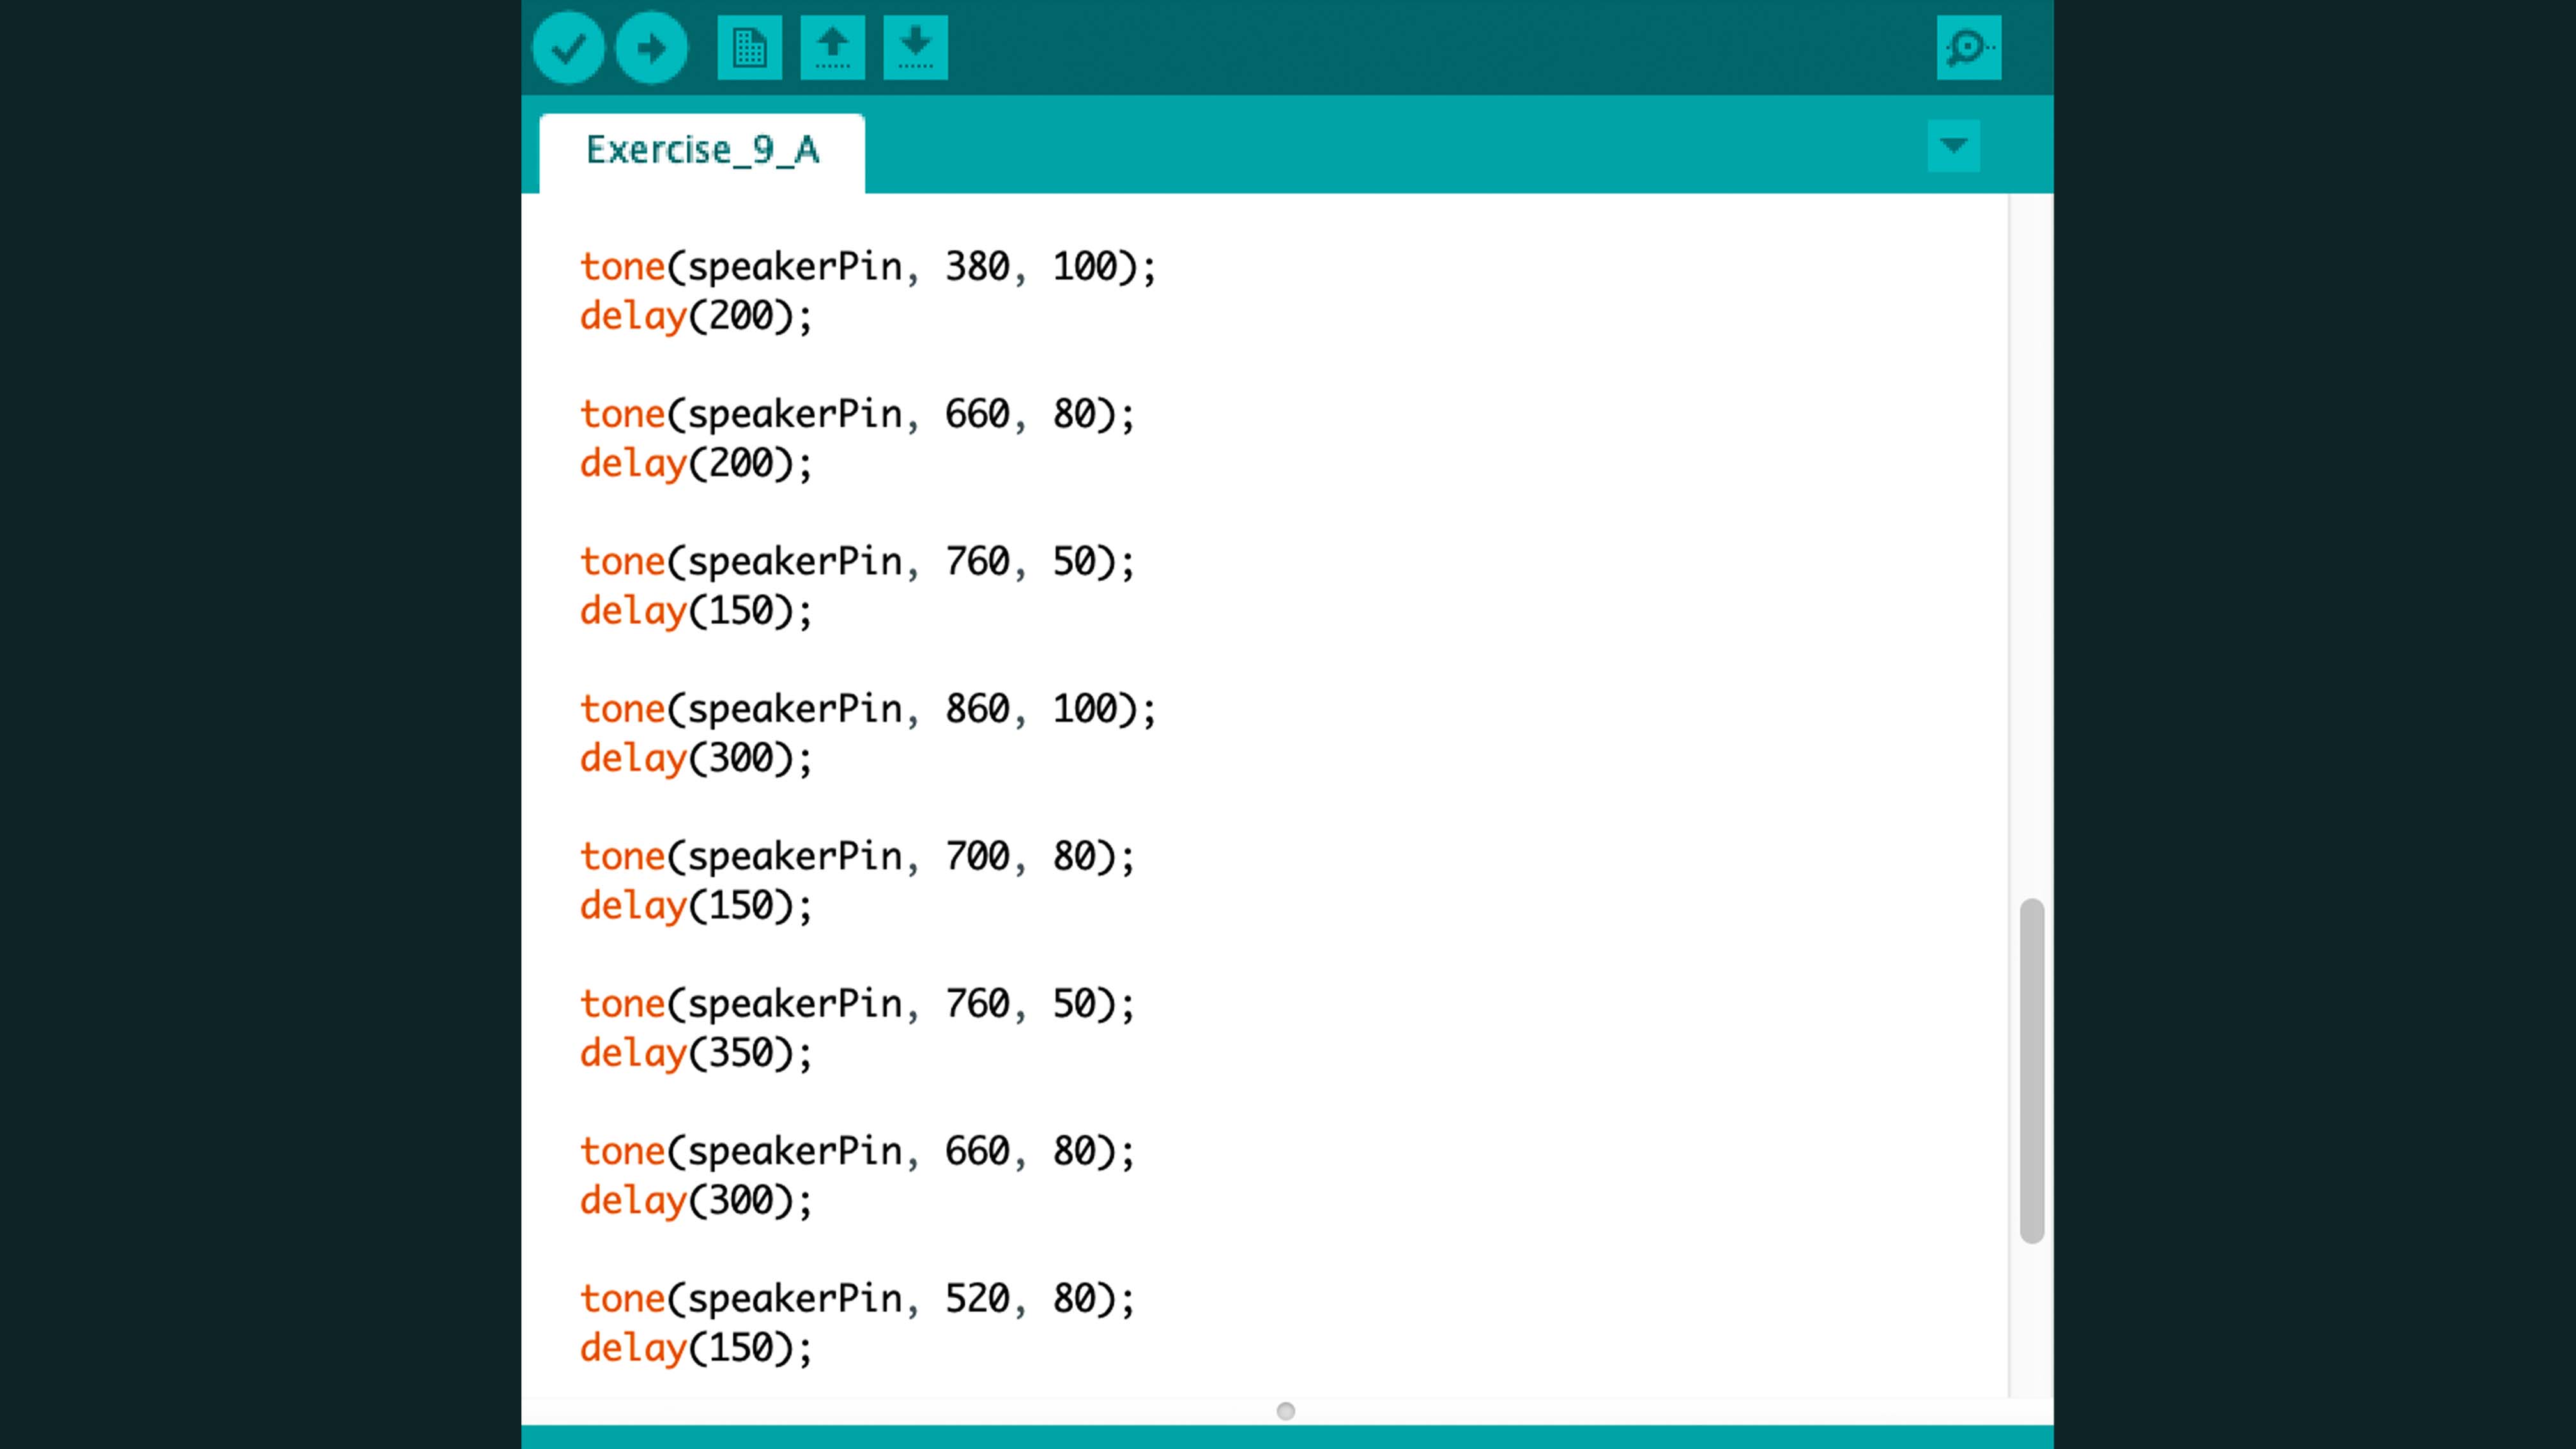 Exercise_9_A
tone(speakerPin, 380, 100);
delay(200);
tone(speakerPin, 660, 80);
delay(200);
tone(speakerPin, 760, 50);
delay(150);
tone(speakerPin, 860, 100);
delay(300);
tone(speakerPin, 700, 80);
delay(150);
tone(speakerPin, 760, 50);
delay(350);
tone(speakerPin, 660, 80);
delay(300);
tone(speakerPin, 520, 80);
delay(150);